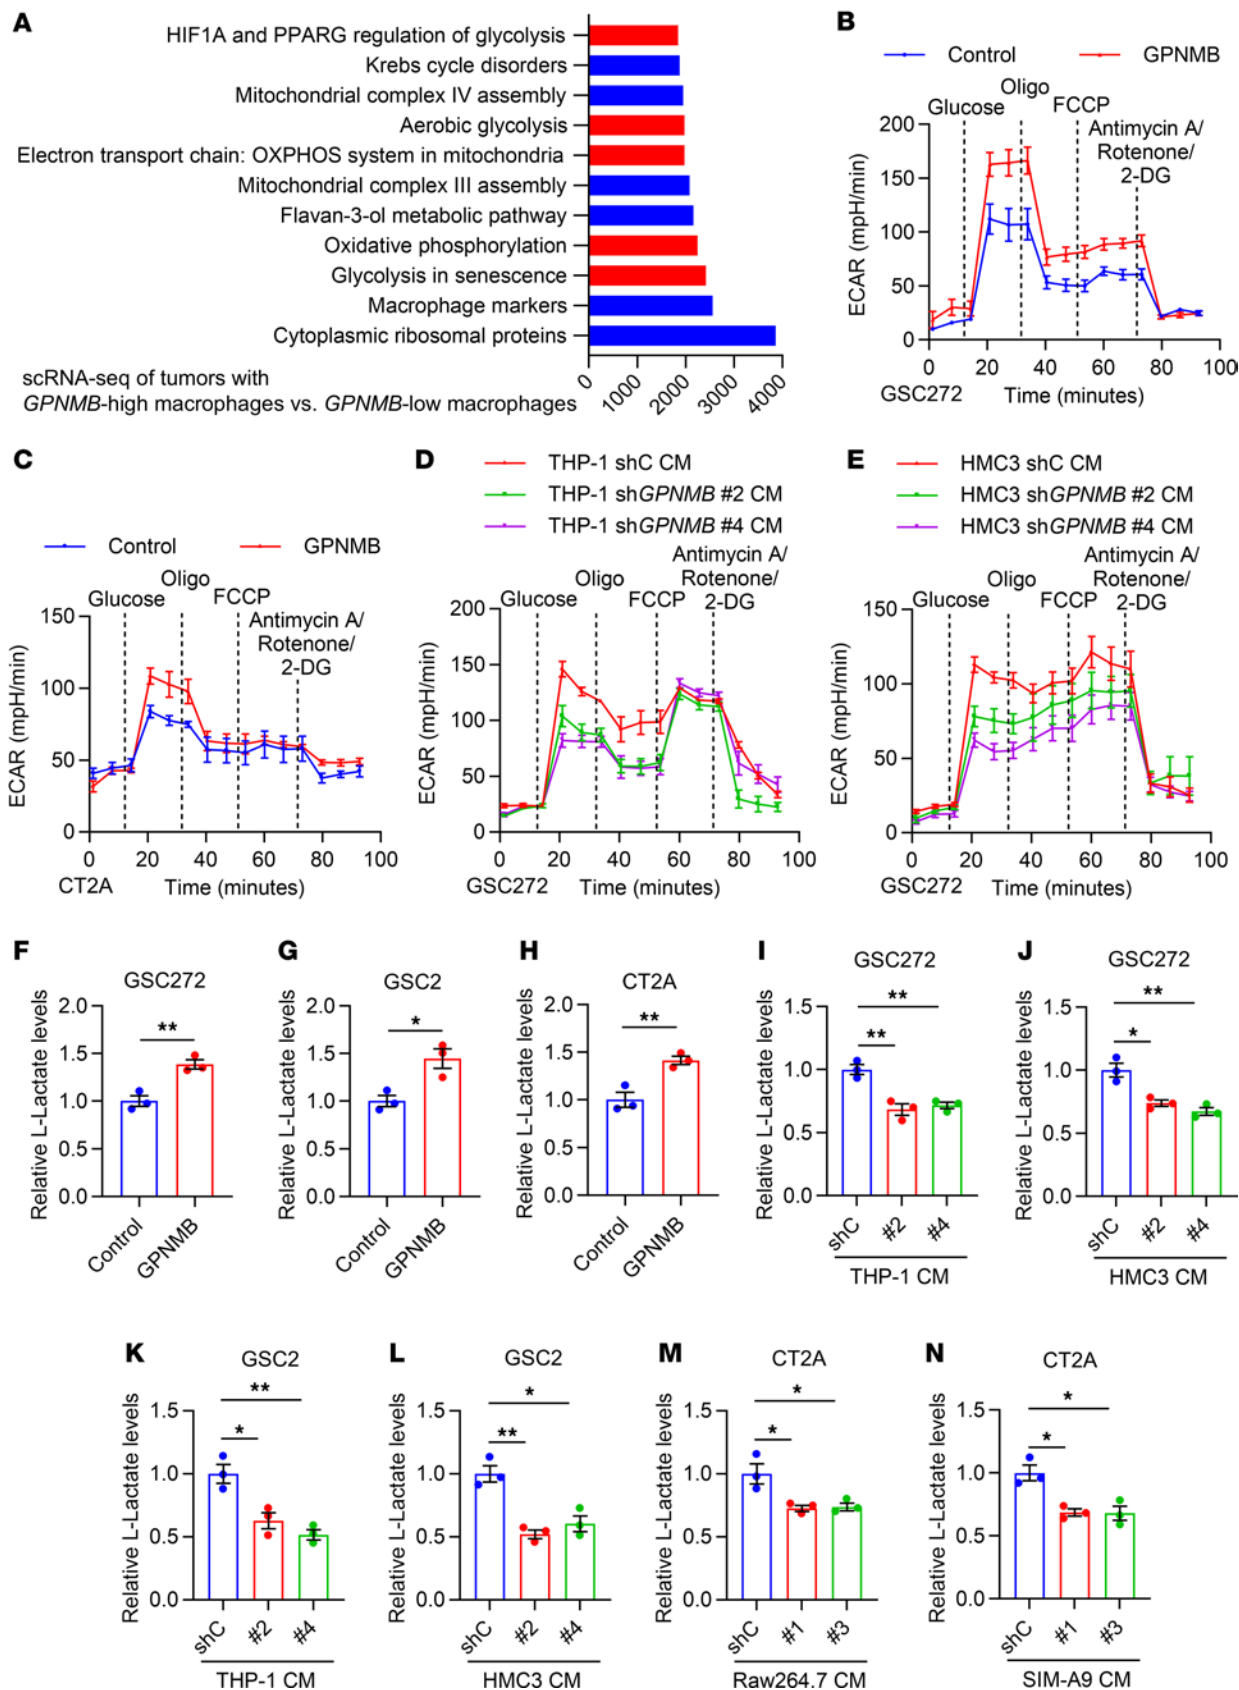 A
HIF1A and PPARG regulation of glycolysis
Krebs cycle disorders
Mitochondrial complex IV assembly
Aerobic glycolysis
Electron transport chain: OXPHOS system in mitochondria
Mitochondrial complex III assembly
Flavan-3-ol metabolic pathway
Oxidative phosphorylation
Glycolysis in senescence
Macrophage markers
Cytoplasmic ribosomal proteins
0 1000 2000 3000 4000
scRNA-seq of tumors with
GPNMB-high macrophages vs. GPNMB-low macrophages
B
Control GPNMB
Oligo
Glucose FCCP
Antimycin A/
Rotenone/
2-DG
ECAR (mpH/min)
200
150
100
50
0
0 20 40 60 80 100
GSC272 Time (minutes)
C
Control GPNMB
Oligo
Glucose FCCP
Antimycin A/
Rotenone/
2-DG
ECAR (mpH/min)
150
100
50
0
0 20 40 60 80 100
CT2A Time (minutes)
D
THP-1 shC CM
THP-1 shGPNMB #2 CM
THP-1 shGPNMB #4 CM
Antimycin A/
Oligo Rotenone/
Glucose FCCP 2-DG
ECAR (mpH/min)
200
150
100
50
0
0 20 40 60 80 100
GSC272 Time (minutes)
E
HMC3 shC CM
HMC3 shGPNMB #2 CM
HMC3 shGPNMB #4 CM
Antimycin A/
Oligo Rotenone/
Glucose FCCP 2-DG
ECAR (mpH/min)
150
100
50
0
0 20 40 60 80 100
GSC272 Time (minutes)
F
GSC272
Relative L-Lactate levels
2.0
1.5
1.0
0.5
0.0
**
Control GPNMB
G
GSC2
Relative L-Lactate levels
2.0
1.5
1.0
0.5
0.0
*
Control GPNMB
H
CT2A
Relative L-Lactate levels
2.0
1.5
1.0
0.5
0.0
**
Control GPNMB
I
GSC272
Relative L-Lactate levels
1.5
1.0
0.5
0.0
**
**
shC #2 #4
THP-1 CM
J
GSC272
Relative L-Lactate levels
1.5
1.0
0.5
0.0
**
*
shC #2 #4
HMC3 CM
K
GSC2
Relative L-Lactate levels
1.5
1.0
0.5
0.0
**
*
shC #2 #4
THP-1 CM
L
GSC2
Relative L-Lactate levels
1.5
1.0
0.5
0.0
*
**
shC #2 #4
HMC3 CM
M
CT2A
Relative L-Lactate levels
1.5
1.0
0.5
0.0
*
*
shC #1 #3
Raw264.7 CM
N
CT2A
Relative L-Lactate levels
1.5
1.0
0.5
0.0
*
*
shC #1 #3
SIM-A9 CM